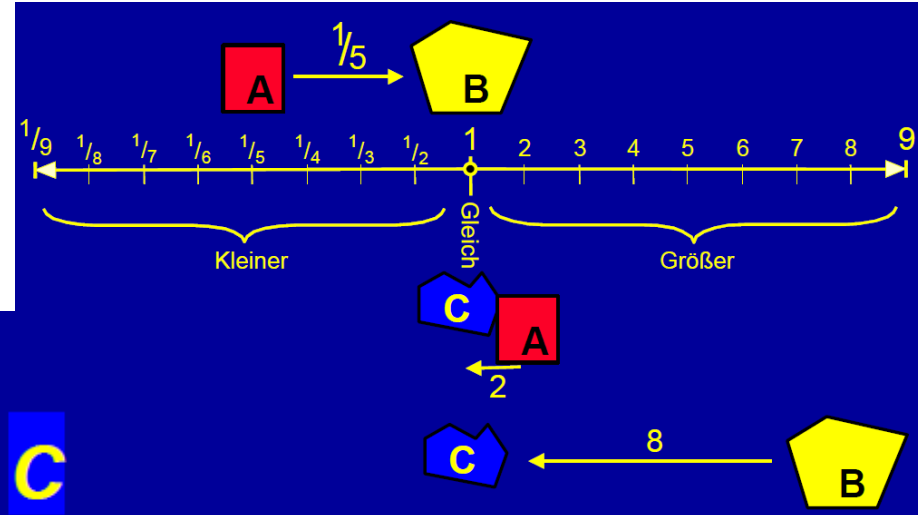 1/5
A B
1/9 1/8 1/7 1/6 1/5 1/4 1/3 1/2 1 2 3 4 5 6 7 8 9
Kleiner Gleich Größer
C A
2
C 8 B
C